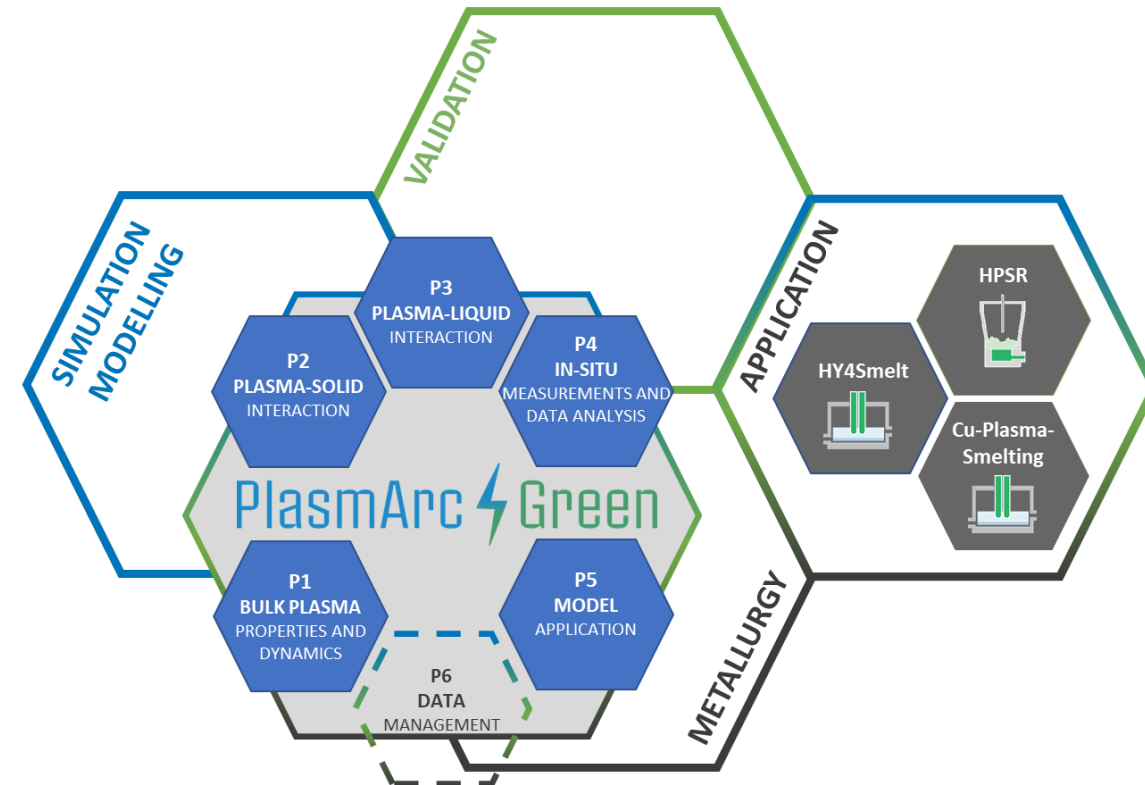 VALIDATION
SIMULATION
MODELLING
APPLICATION
METALLURGY
P3
PLASMA-LIQUID
INTERACTION
P2
PLASMA-SOLID
INTERACTION
P4
IN-SITU
MEASUREMENTS AND
DATA ANALYSIS
HPSR
HY4Smelt
Cu-Plasma-
Smelting
PlasmArc Green
P1
BULK PLASMA
PROPERTIES AND
DYNAMICS
P5
MODEL
APPLICATION
P6
DATA
MANAGEMENT